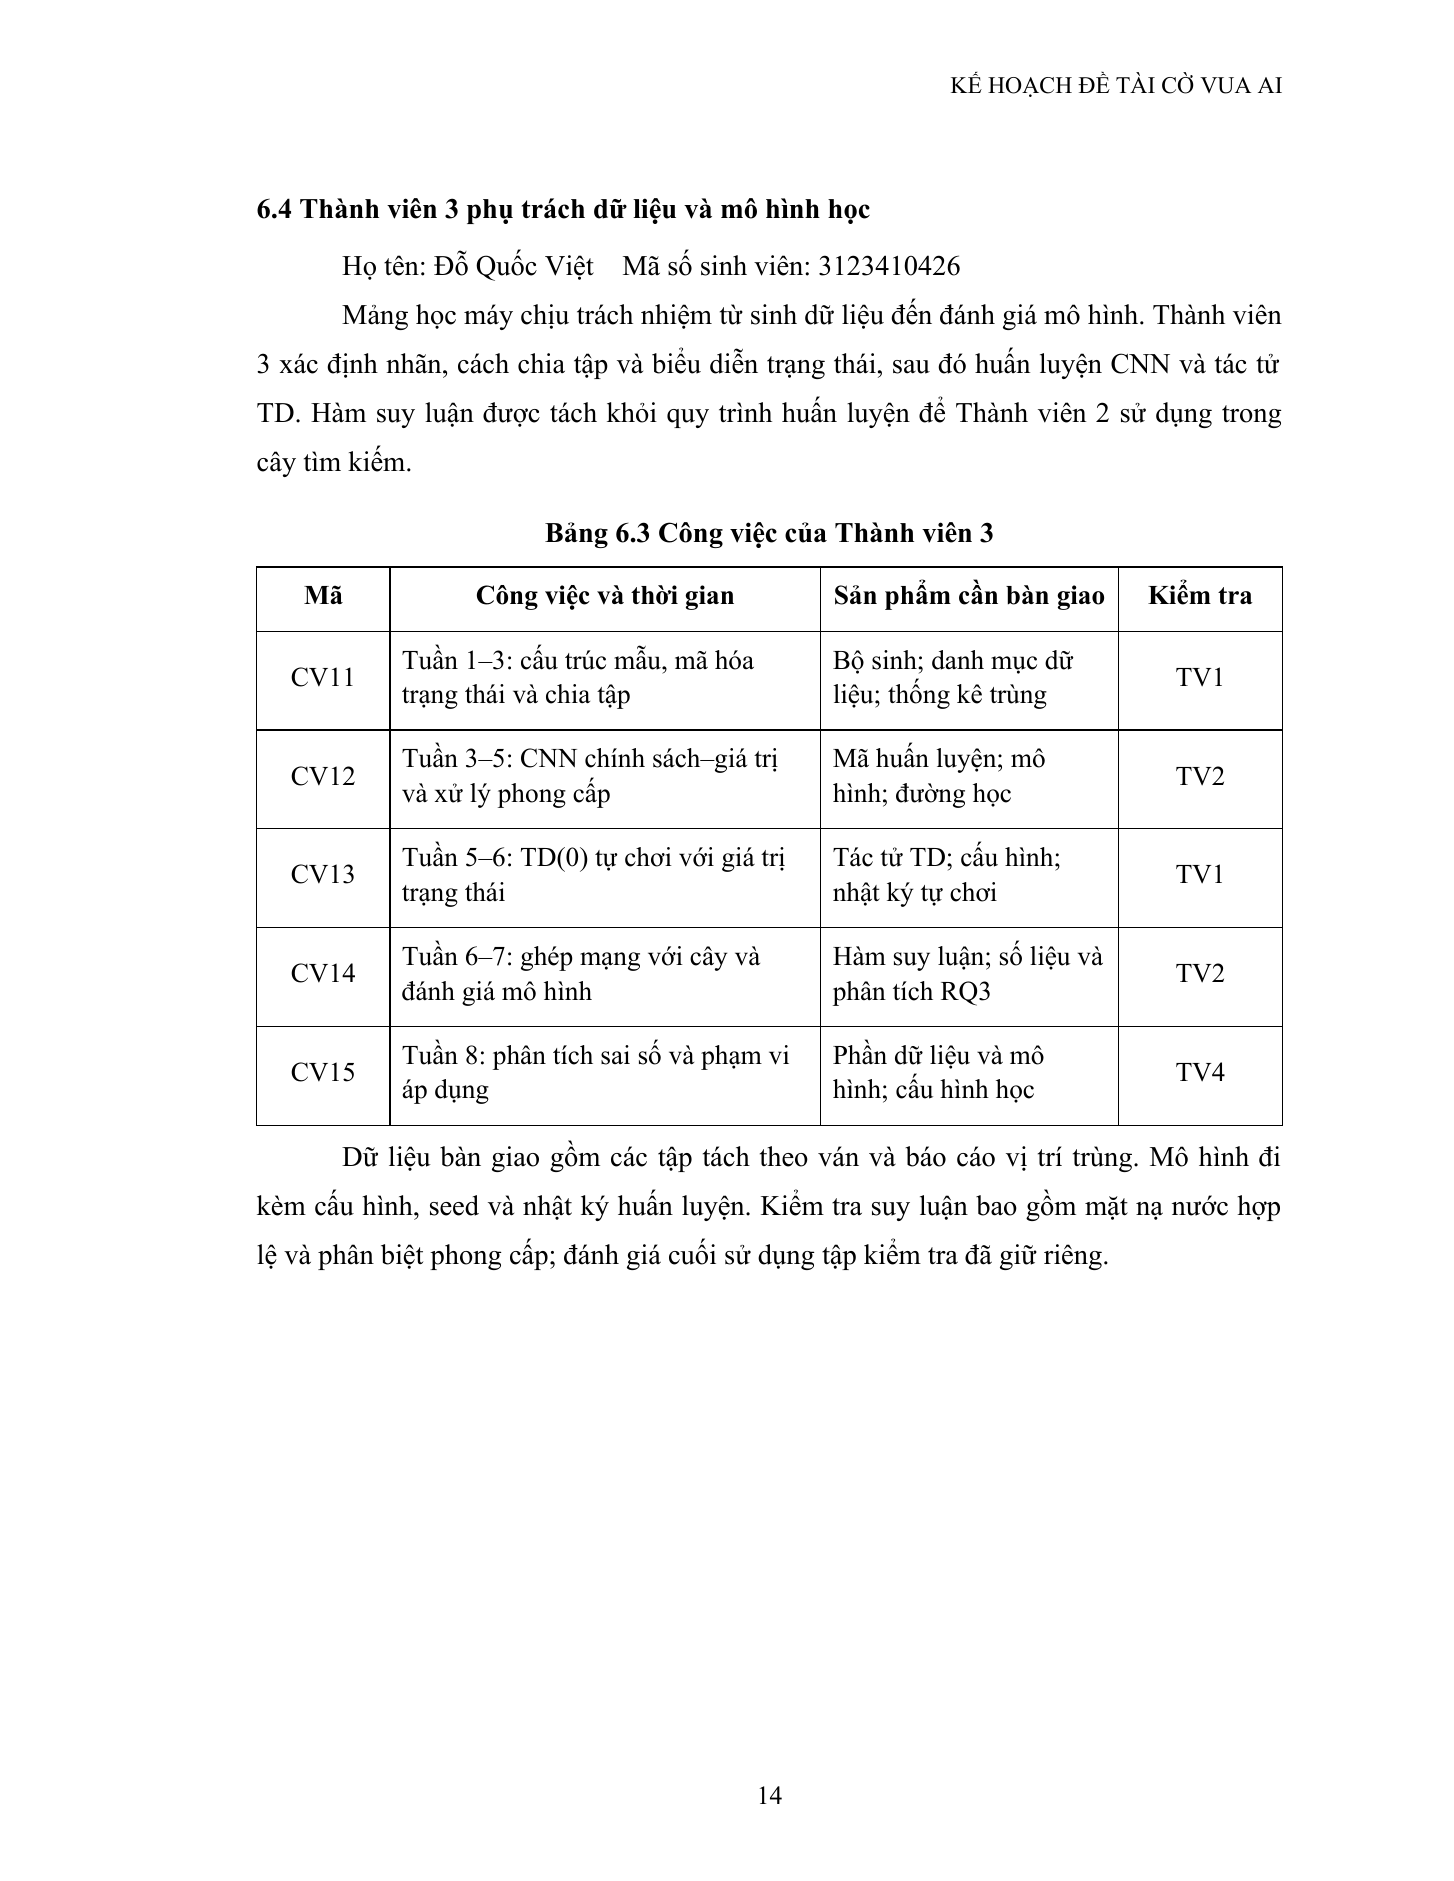 KẾ HOẠCH ĐỀ TÀI CỜ VUA AI
6.4 Thành viên 3 phụ trách dữ liệu và mô hình học
Họ tên: Đỗ Quốc Việt    Mã số sinh viên: 3123410426
Mảng học máy chịu trách nhiệm từ sinh dữ liệu đến đánh giá mô hình. Thành viên
3 xác định nhãn, cách chia tập và biểu diễn trạng thái, sau đó huấn luyện CNN và tác tử
TD. Hàm suy luận được tách khỏi quy trình huấn luyện để Thành viên 2 sử dụng trong
cây tìm kiếm.
Bảng 6.3 Công việc của Thành viên 3
Mã | Công việc và thời gian | Sản phẩm cần bàn giao | Kiểm tra
CV11 | Tuần 1–3: cấu trúc mẫu, mã hóa
trạng thái và chia tập | Bộ sinh; danh mục dữ
liệu; thống kê trùng | TV1
CV12 | Tuần 3–5: CNN chính sách–giá trị
và xử lý phong cấp | Mã huấn luyện; mô
hình; đường học | TV2
CV13 | Tuần 5–6: TD(0) tự chơi với giá trị
trạng thái | Tác tử TD; cấu hình;
nhật ký tự chơi | TV1
CV14 | Tuần 6–7: ghép mạng với cây và
đánh giá mô hình | Hàm suy luận; số liệu và
phân tích RQ3 | TV2
CV15 | Tuần 8: phân tích sai số và phạm vi
áp dụng | Phần dữ liệu và mô
hình; cấu hình học | TV4
Dữ liệu bàn giao gồm các tập tách theo ván và báo cáo vị trí trùng. Mô hình đi
kèm cấu hình, seed và nhật ký huấn luyện. Kiểm tra suy luận bao gồm mặt nạ nước hợp
lệ và phân biệt phong cấp; đánh giá cuối sử dụng tập kiểm tra đã giữ riêng.
14